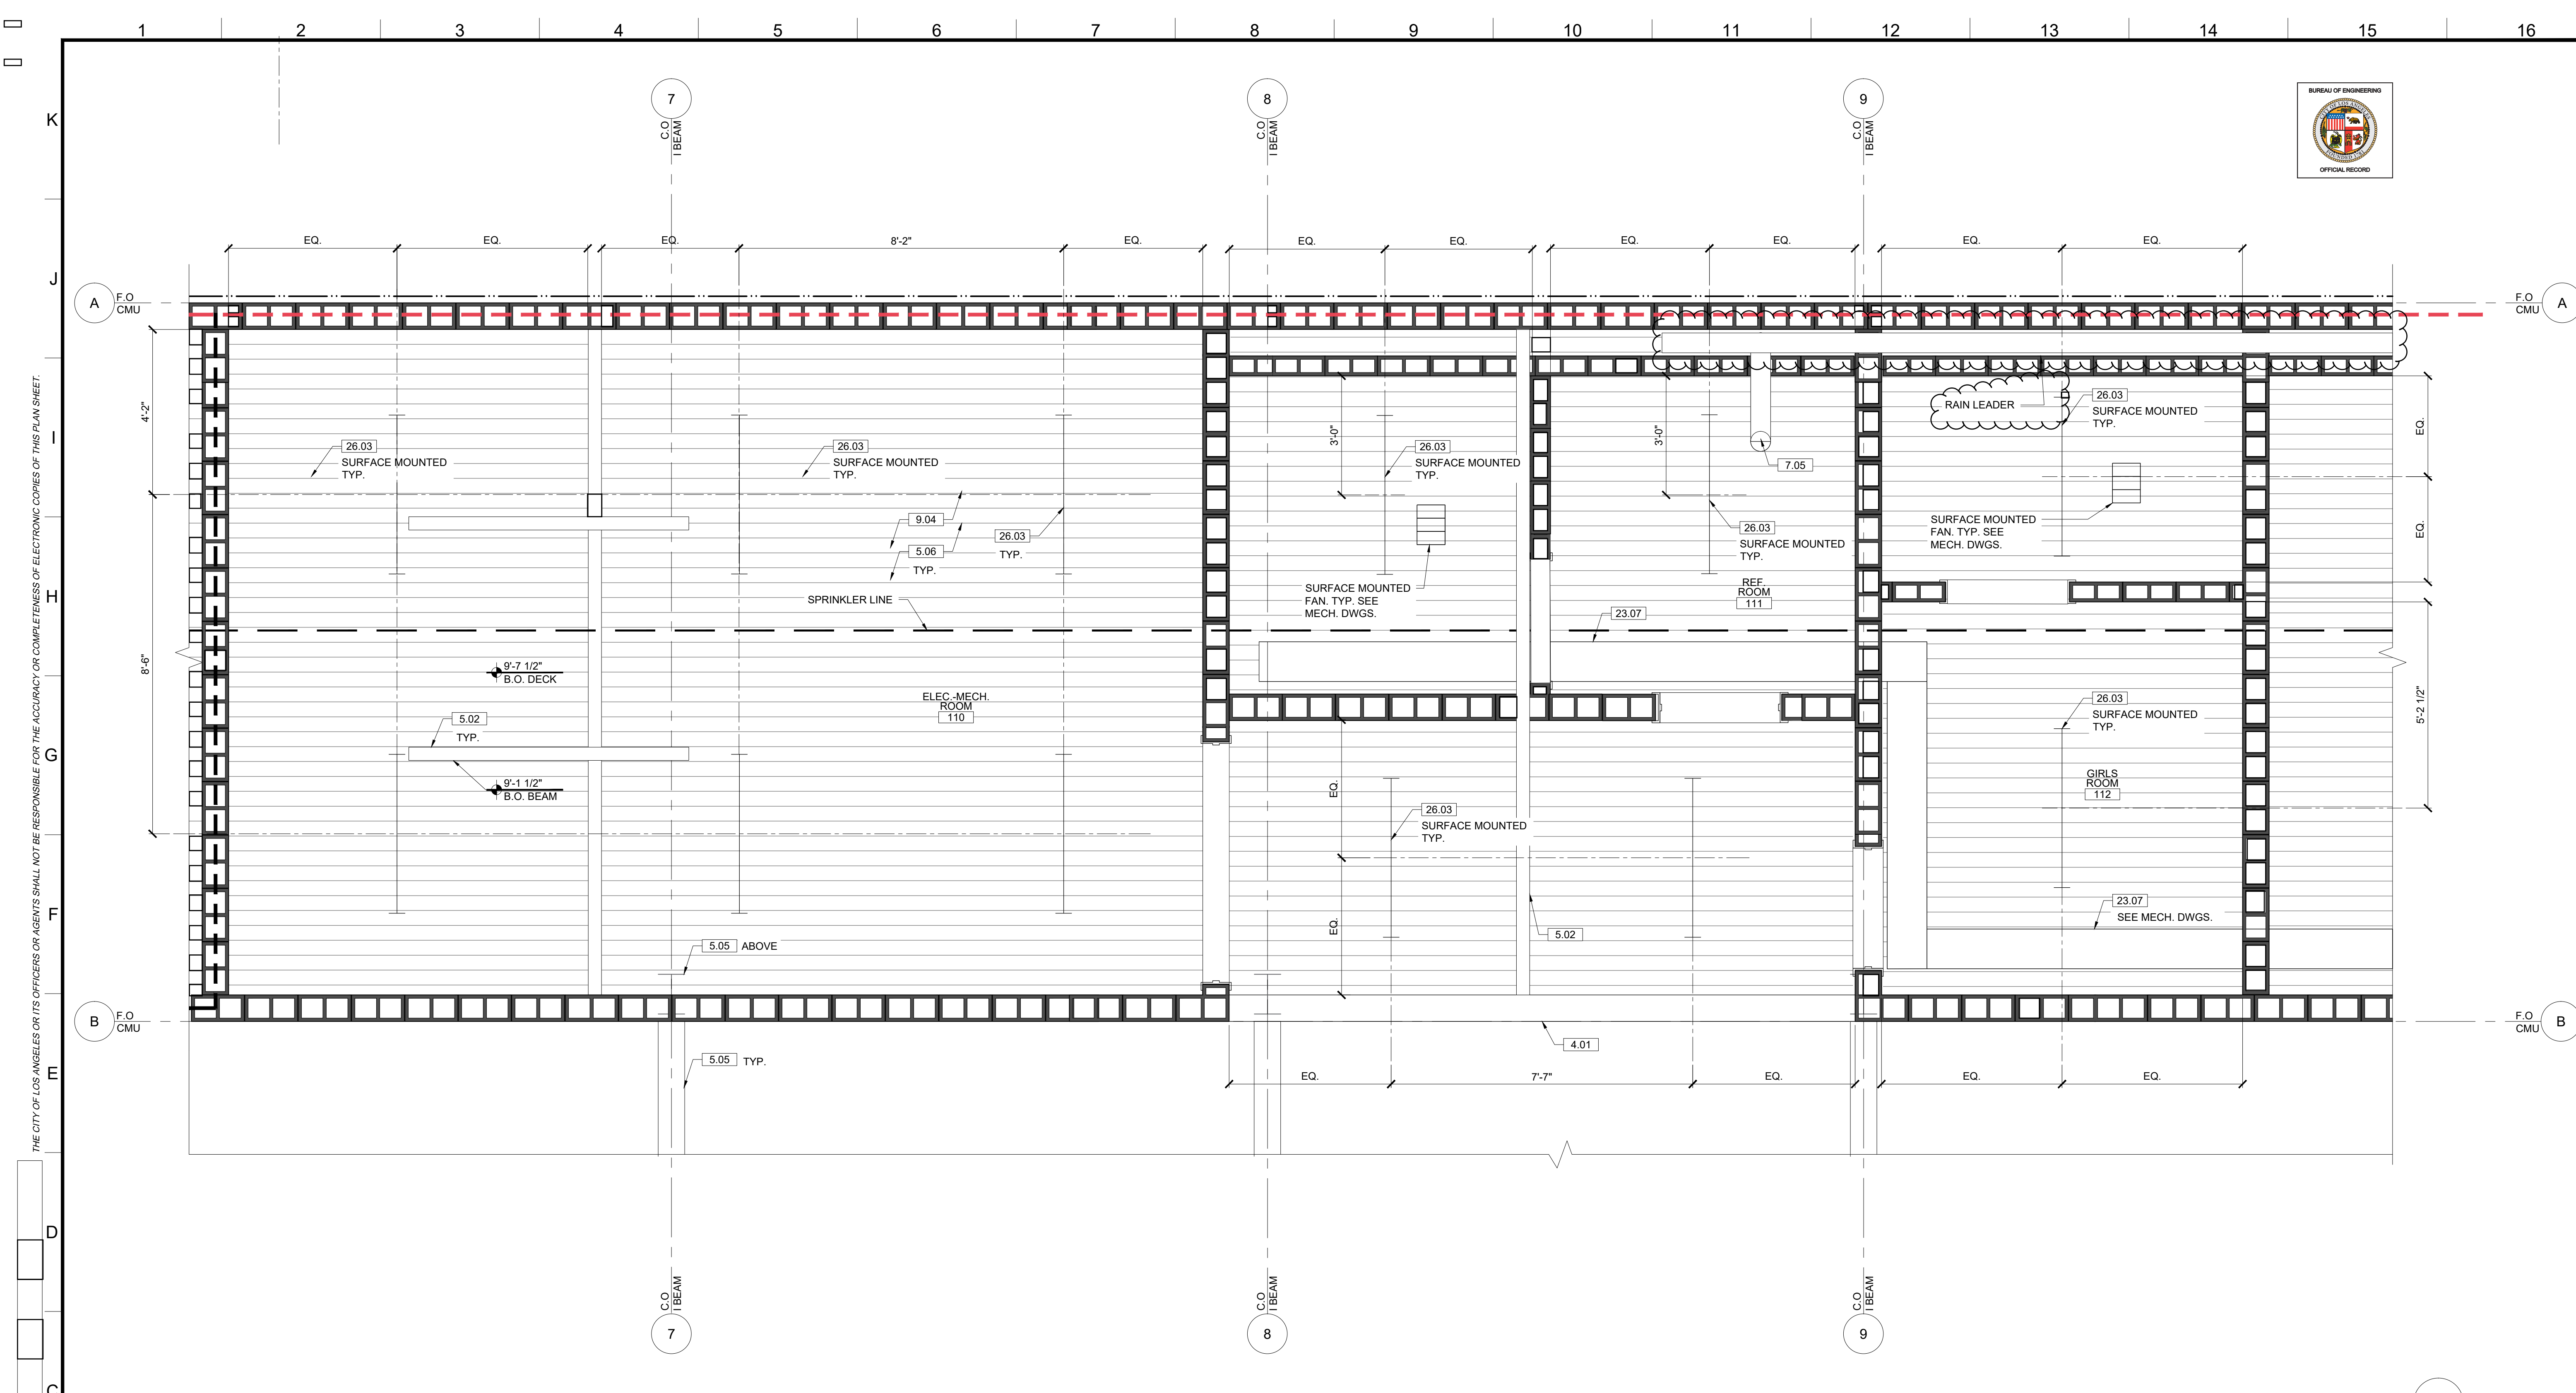 1 2 3 4 5 6 7 8 9 10 11 12 13 14 15 16
K
J
I
H
G
F
E
D
C
THE CITY OF LOS ANGELES OR ITS OFFICERS OR AGENTS SHALL NOT BE RESPONSIBLE FOR THE ACCURACY OR COMPLETENESS OF ELECTRONIC COPIES OF THIS PLAN SHEET.
7
8
9
C.O
I BEAM
C.O
I BEAM
C.O
I BEAM
BUREAU OF ENGINEERING
CITY OF LOS ANGELES
FOUNDED 1781
OFFICIAL RECORD
EQ. EQ. EQ. 8'-2" EQ. EQ. EQ. EQ. EQ. EQ. EQ.
A
F.O
CMU
F.O
CMU
A
4'-2"
3'-0"
3'-0"
RAIN LEADER
26.03
SURFACE MOUNTED
TYP.
EQ.
26.03
SURFACE MOUNTED
TYP.
26.03
SURFACE MOUNTED
TYP.
26.03
SURFACE MOUNTED
TYP.
7.05
9.04
5.06
TYP.
26.03
TYP.
26.03
SURFACE MOUNTED
TYP.
SURFACE MOUNTED
FAN. TYP. SEE
MECH. DWGS.
EQ.
SURFACE MOUNTED
FAN. TYP. SEE
MECH. DWGS.
REF.
ROOM
111
SPRINKLER LINE
23.07
8'-6"
9'-7 1/2"
B.O. DECK
ELEC.-MECH.
ROOM
110
5.02
TYP.
9'-1 1/2"
B.O. BEAM
26.03
SURFACE MOUNTED
TYP.
5'-2 1/2"
GIRLS
ROOM
112
EQ.
26.03
SURFACE MOUNTED
TYP.
EQ.
5.02
23.07
SEE MECH. DWGS.
5.05 ABOVE
B
F.O
CMU
F.O
CMU
B
4.01
5.05 TYP.
EQ. 7'-7" EQ. EQ. EQ.
C.O
I BEAM
C.O
I BEAM
C.O
I BEAM
7
8
9